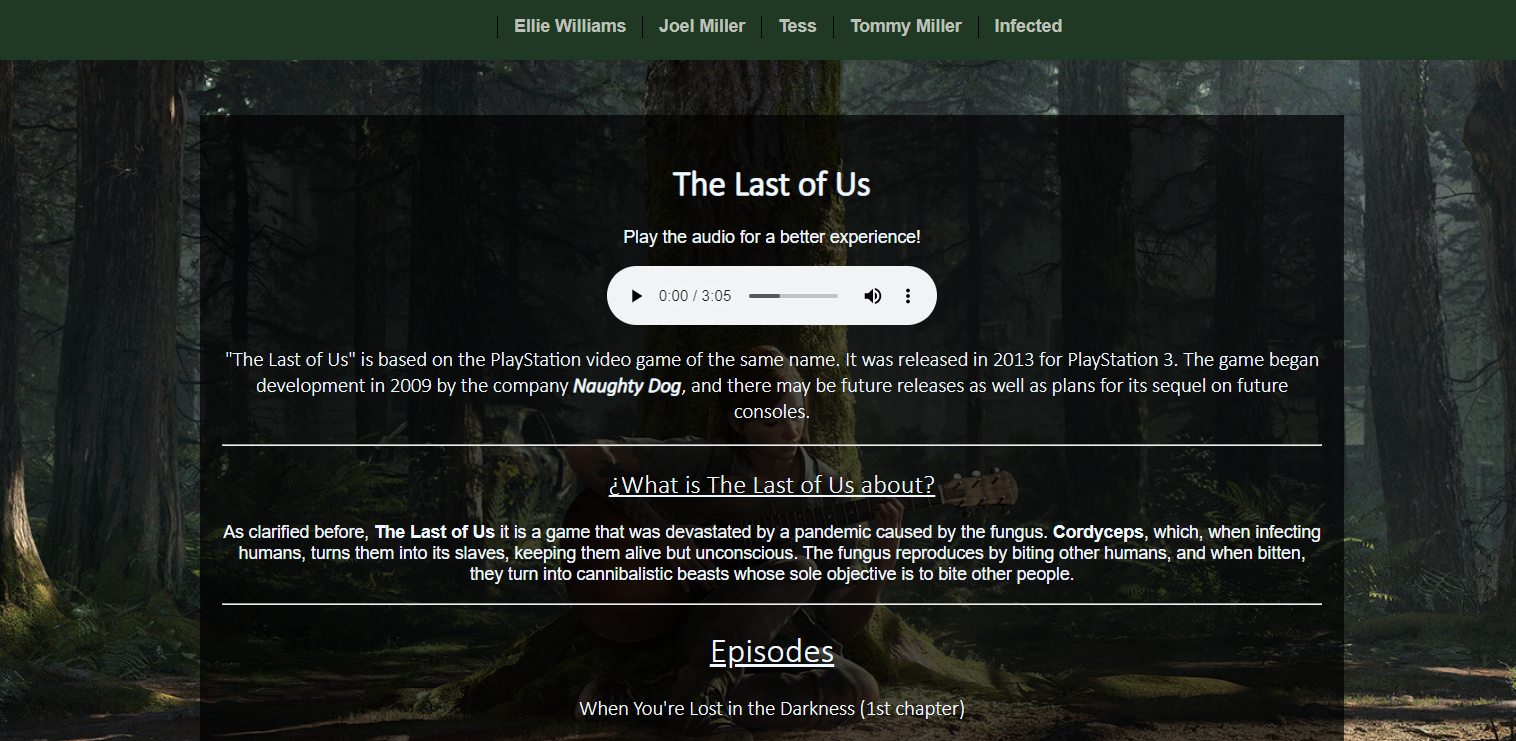 Ellie Williams Joel Miller Tess Tommy Miller Infected
The Last of Us
Play the audio for a better experience!
0:00 / 3:05
"The Last of Us" is based on the PlayStation video game of the same name. It was released in 2013 for PlayStation 3. The game began
development in 2009 by the company Naughty Dog, and there may be future releases as well as plans for its sequel on future
consoles.
¿What is The Last of Us about?
As clarified before, The Last of Us it is a game that was devastated by a pandemic caused by the fungus. Cordyceps, which, when infecting
humans, turns them into its slaves, keeping them alive but unconscious. The fungus reproduces by biting other humans, and when bitten,
they turn into cannibalistic beasts whose sole objective is to bite other people.
Episodes
When You're Lost in the Darkness (1st chapter)